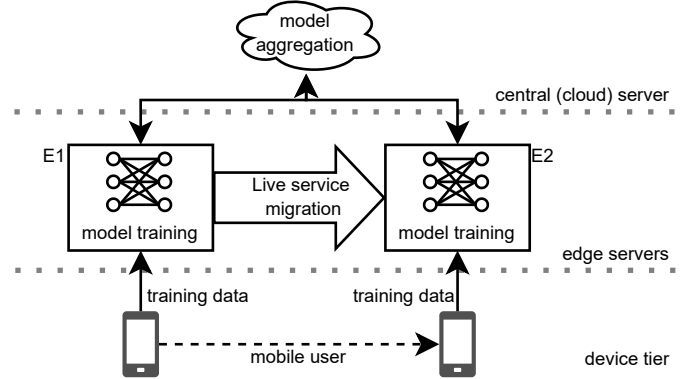 model
aggregation
central (cloud) server
E1
E2
Live service
migration
model training
model training
edge servers
training data
training data
mobile user
device tier